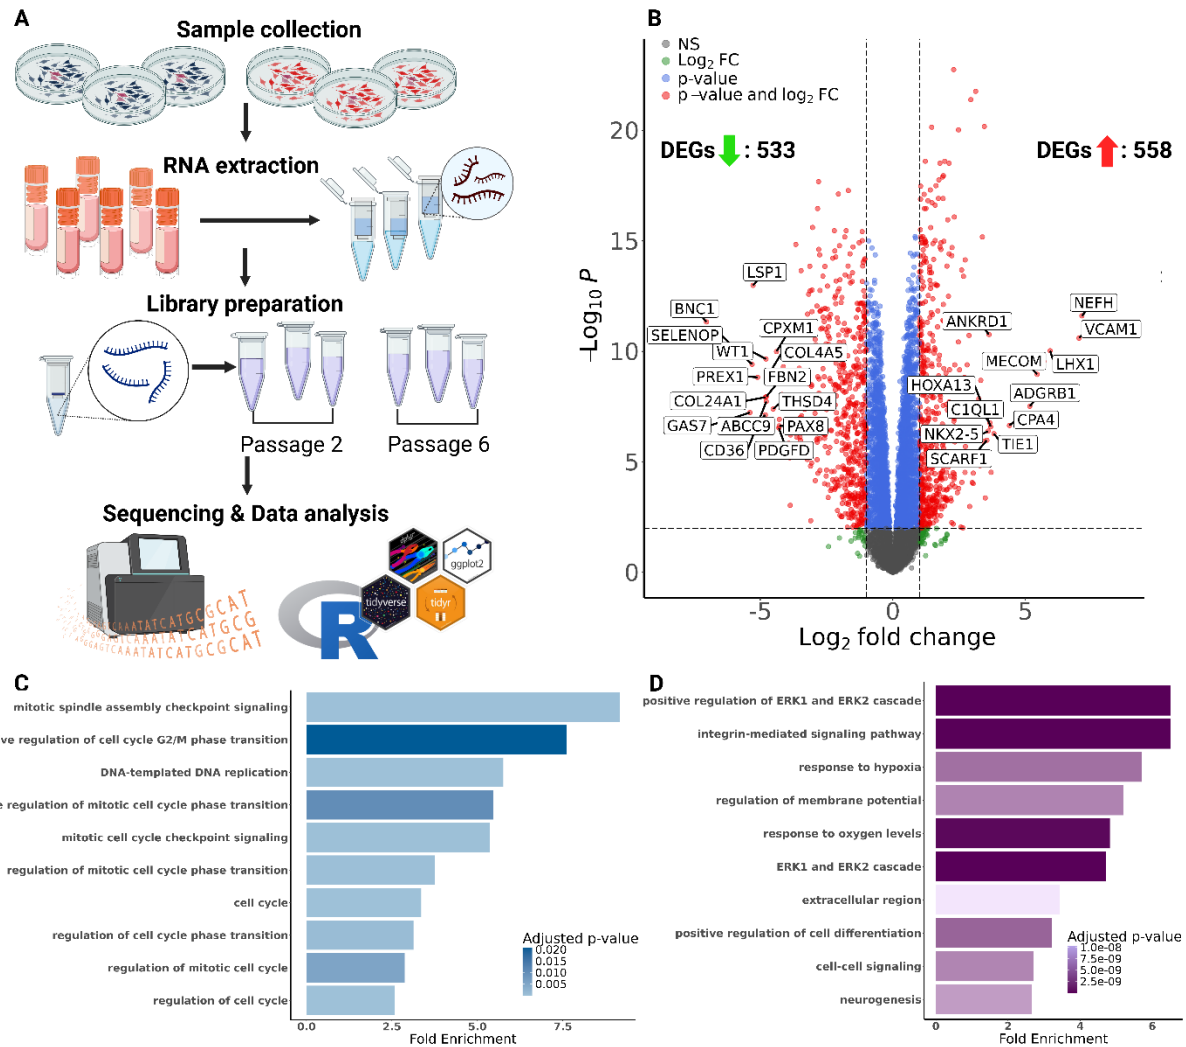 A
Sample collection
RNA extraction
Library preparation
Passage 2
Passage 6
Sequencing & Data analysis
dplyr
ggplot2
tidyverse
tidyr
R
B
NS
Log2 FC
p-value
p-value and log2 FC
DEGs : 533
DEGs : 558
LSP1
BNC1
SELENOP
CPXM1
WT1
COL4A5
PREX1
FBN2
COL24A1
THSD4
GAS7
ABCC9
PAX8
CD36
PDGFD
NEFH
ANKRD1
VCAM1
MECOM
LHX1
HOXA13
ADGRB1
C1QL1
CPA4
NKX2-5
TIE1
SCARF1
-Log10 P
20
15
10
5
0
-5
0
5
Log2 fold change
C
mitotic spindle assembly checkpoint signaling
ve regulation of cell cycle G2/M phase transition
DNA-templated DNA replication
e regulation of mitotic cell cycle phase transition
mitotic cell cycle checkpoint signaling
regulation of mitotic cell cycle phase transition
cell cycle
regulation of cell cycle phase transition
regulation of mitotic cell cycle
regulation of cell cycle
Adjusted p-value
0.020
0.015
0.010
0.005
0.0
2.5
5.0
7.5
Fold Enrichment
D
positive regulation of ERK1 and ERK2 cascade
integrin-mediated signaling pathway
response to hypoxia
regulation of membrane potential
response to oxygen levels
ERK1 and ERK2 cascade
extracellular region
positive regulation of cell differentiation
cell-cell signaling
neurogenesis
Adjusted p-value
1.0e-08
7.5e-09
5.0e-09
2.5e-09
0
2
4
6
Fold Enrichment